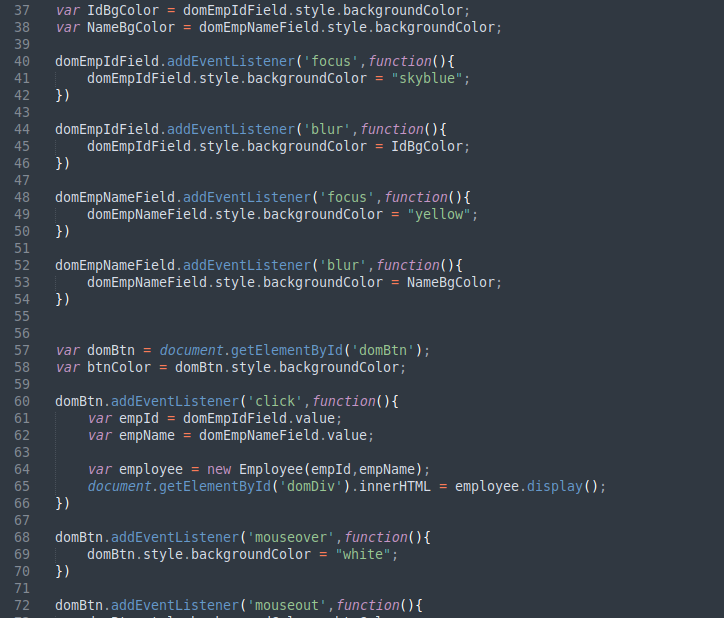 37 var IdBgColor = domEmpIdField.style.backgroundColor;
38 var NameBgColor = domEmpNameField.style.backgroundColor;
39
40 domEmpIdField.addEventListener('focus',function(){
41     domEmpIdField.style.backgroundColor = "skyblue";
42 })
43
44 domEmpIdField.addEventListener('blur',function(){
45     domEmpIdField.style.backgroundColor = IdBgColor;
46 })
47
48 domEmpNameField.addEventListener('focus',function(){
49     domEmpNameField.style.backgroundColor = "yellow";
50 })
51
52 domEmpNameField.addEventListener('blur',function(){
53     domEmpNameField.style.backgroundColor = NameBgColor;
54 })
55
56
57 var domBtn = document.getElementById('domBtn');
58 var btnColor = domBtn.style.backgroundColor;
59
60 domBtn.addEventListener('click',function(){
61     var empId = domEmpIdField.value;
62     var empName = domEmpNameField.value;
63
64     var employee = new Employee(empId,empName);
65     document.getElementById('domDiv').innerHTML = employee.display();
66 })
67
68 domBtn.addEventListener('mouseover',function(){
69     domBtn.style.backgroundColor = "white";
70 })
71
72 domBtn.addEventListener('mouseout',function(){